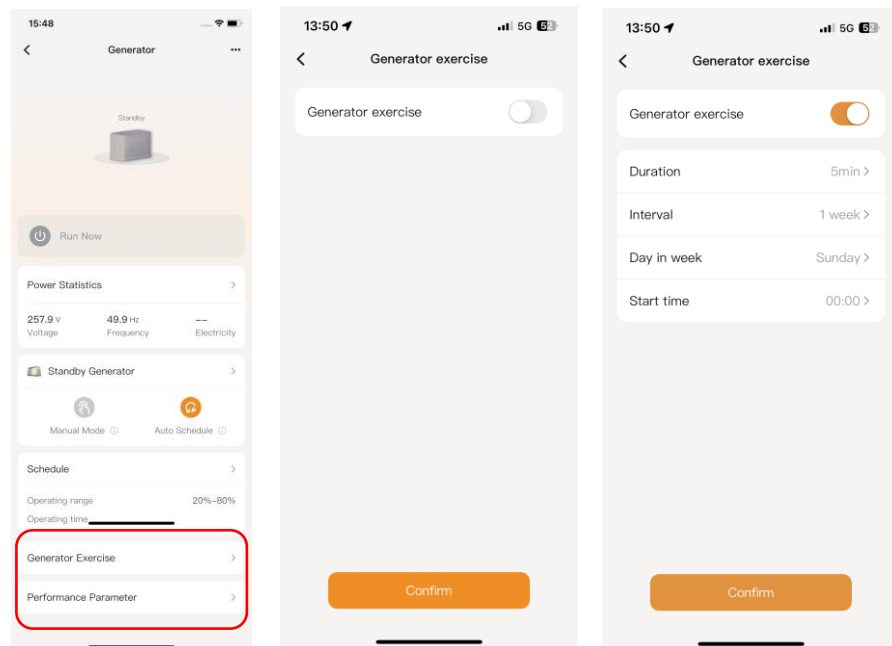 15:48
Generator
Standby
Run Now
Power Statistics
257.9 V 49.9 Hz --
Voltage Frequency Electricity
Standby Generator
Manual Mode Auto Schedule
Schedule
Operating range 20%~80%
Operating time
Generator Exercise
Performance Parameter
13:50 5G 52
Generator exercise
Generator exercise
Confirm
13:50 5G 52
Generator exercise
Generator exercise
Duration 5min
Interval 1 week
Day in week Sunday
Start time 00:00
Confirm